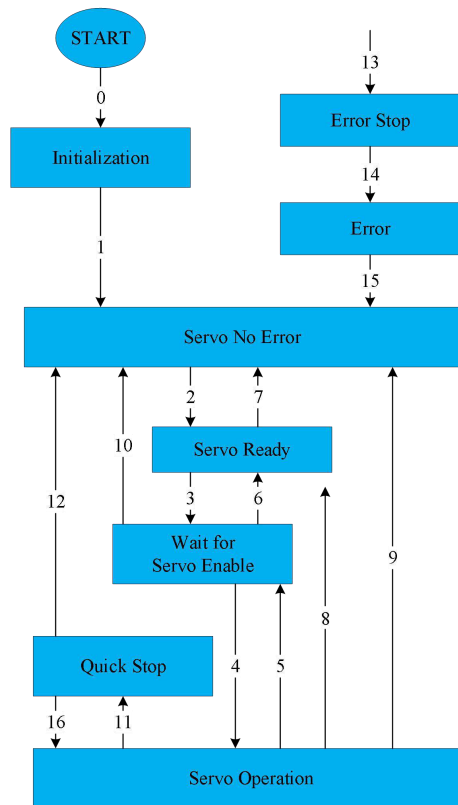 START
13
0
Error Stop
Initialization
14
Error
1
15
Servo No Error
2
7
10
Servo Ready
12
3
6
Wait for
Servo Enable
9
8
Quick Stop
4
5
16
11
Servo Operation